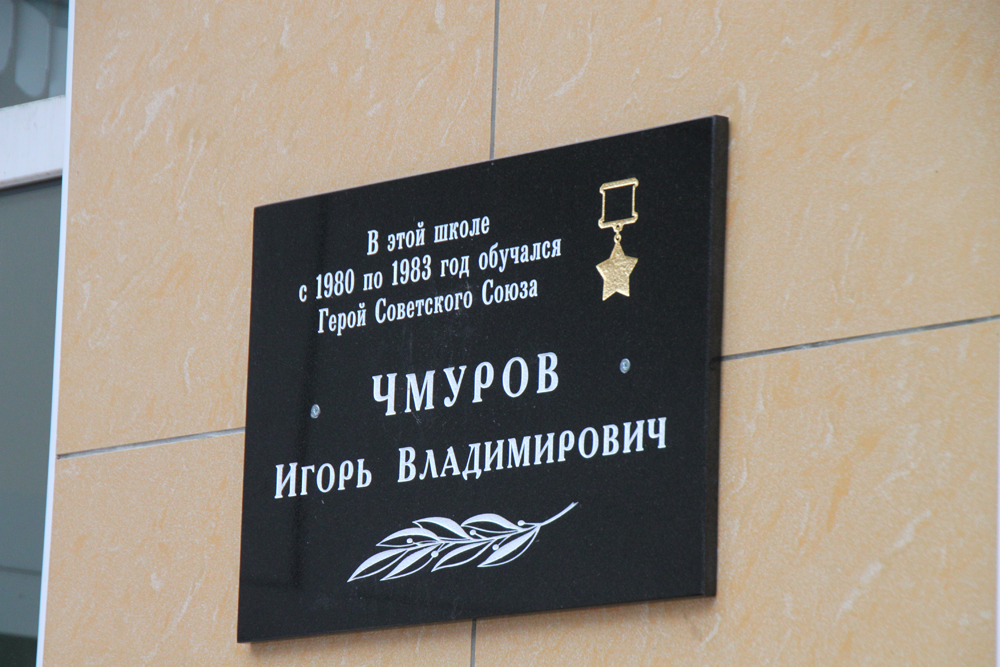 В этой школе
с 1980 по 1983 год обучался
Герой Советского Союза
ЧМУРОВ
ИГОРЬ ВЛАДИМИРОВИЧ